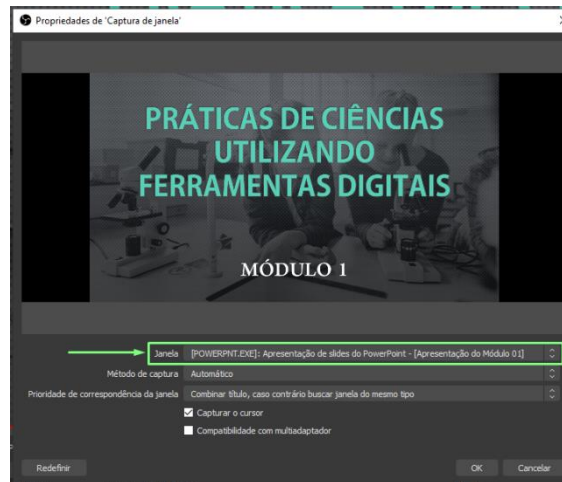 Propriedades de 'Captura de janela'
PRÁTICAS DE CIÊNCIAS
UTILIZANDO
FERRAMENTAS DIGITAIS
MÓDULO 1
Janela [POWERPNT.EXE]: Apresentação de slides do PowerPoint - [Apresentação do Módulo 01]
Método de captura Automático
Prioridade de correspondência da janela Combinar título, caso contrário buscar janela do mesmo tipo
Capturar o cursor
Compatibilidade com multiadaptador
Redefinir OK Cancelar